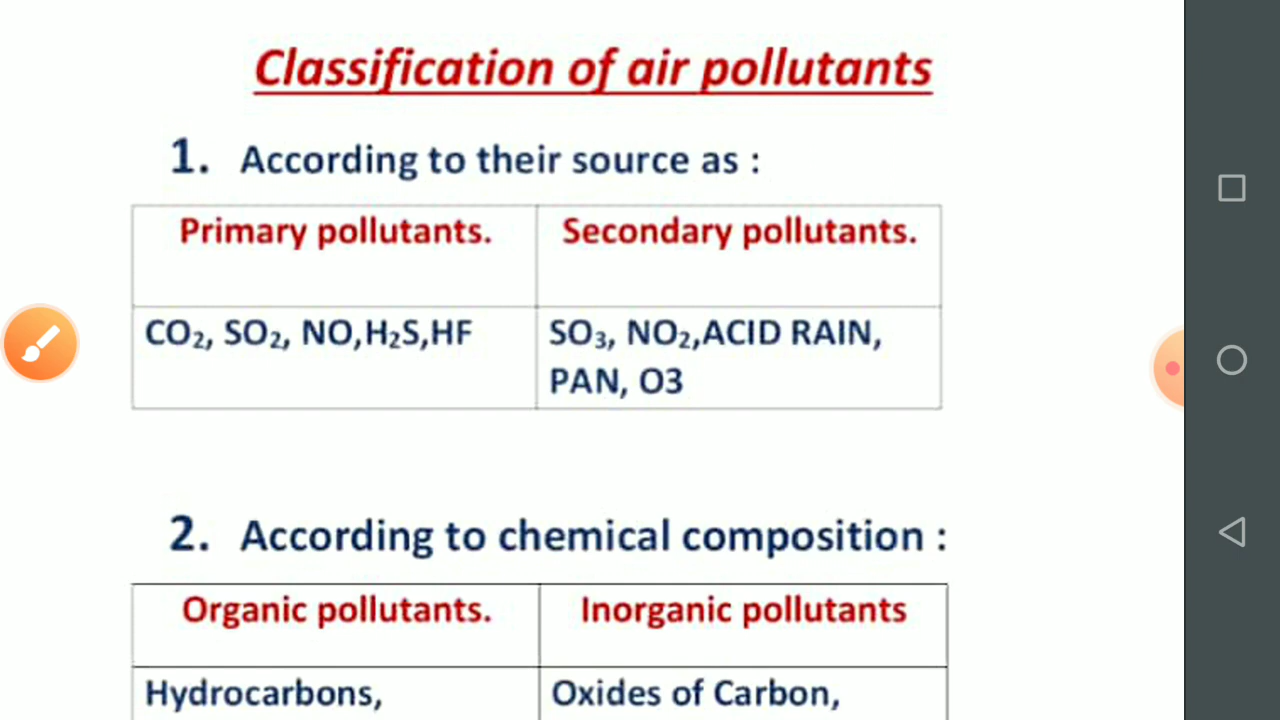 Classification of air pollutants
1. According to their source as :
Primary pollutants. Secondary pollutants.
CO₂, SO₂, NO,H₂S,HF SO₃, NO₂,ACID RAIN,
PAN, O3
2. According to chemical composition :
Organic pollutants. Inorganic pollutants
Hydrocarbons, Oxides of Carbon,